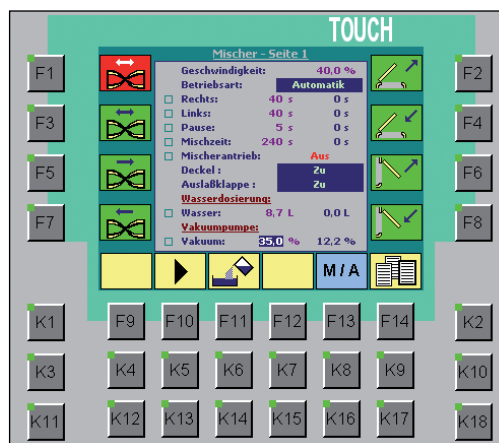 TOUCH
Mischer - Seite 1
F1
F2
Geschwindigkeit: 40,0 %
Betriebsart: Automatik
Rechts: 40 s 0 s
F3
F4
Links: 40 s 0 s
Pause: 5 s 0 s
Mischzeit: 240 s 0 s
Mischerantrieb: Aus
F5
F6
Deckel : Zu
Auslaßklappe : Zu
Wasserdosierung:
F7
F8
Wasser: 8,7 L 0,0 L
Vakuumpumpe:
Vakuum: 35,0 % 12,2 %
M / A
K1
F9
F10
F11
F12
F13
F14
K2
K3
K4
K5
K6
K7
K8
K9
K10
K11
K12
K13
K14
K15
K16
K17
K18